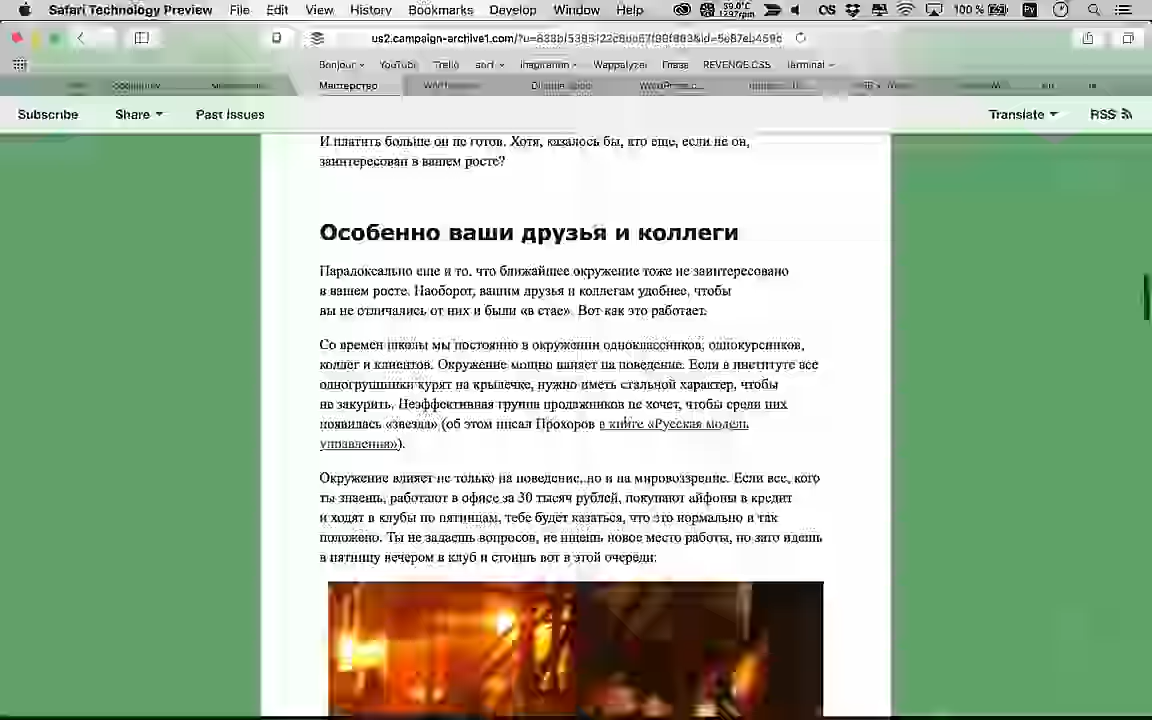 Safari Technology Preview File Edit View History Bookmarks Develop Window Help
100 %
Bonjour YouTube Trello Wappalyzer REVENGE.CSS Terminal
Мастерство
Subscribe Share Past Issues Translate RSS
И платить больше он не готов. Хотя, казалось бы, кто еще, если не он,
заинтересован в вашем росте?
Особенно ваши друзья и коллеги
Парадоксально еще и то, что ближайшее окружение тоже не заинтересовано
в вашем росте. Наоборот, вашим друзья и коллегам удобнее, чтобы
вы не отличались от них и были «в стае». Вот как это работает.
Со времен школы мы постоянно в окружении одноклассников, однокурсников,
коллег и клиентов. Окружение мощно влияет на поведение. Если в институте все
одногрупшники курят на крылечке, нужно иметь стальной характер, чтобы
не закурить. Неэффективная группа продажников не хочет, чтобы среди них
появилась «звезда» (об этом писал Прохоров в книге «Русская модель
управления»).
Окружение влияет не только на поведение, но и на мировоззрение. Если все, кого
ты знаешь, работают в офисе за 30 тысяч рублей, покупают айфоны в кредит
и ходят в клубы по пятницам, тебе будет казаться, что это нормально и так
положено. Ты не задаешь вопросов, не ищешь новое место работы, но зато идешь
в пятницу вечером в клуб и стоишь вот в этой очереди: